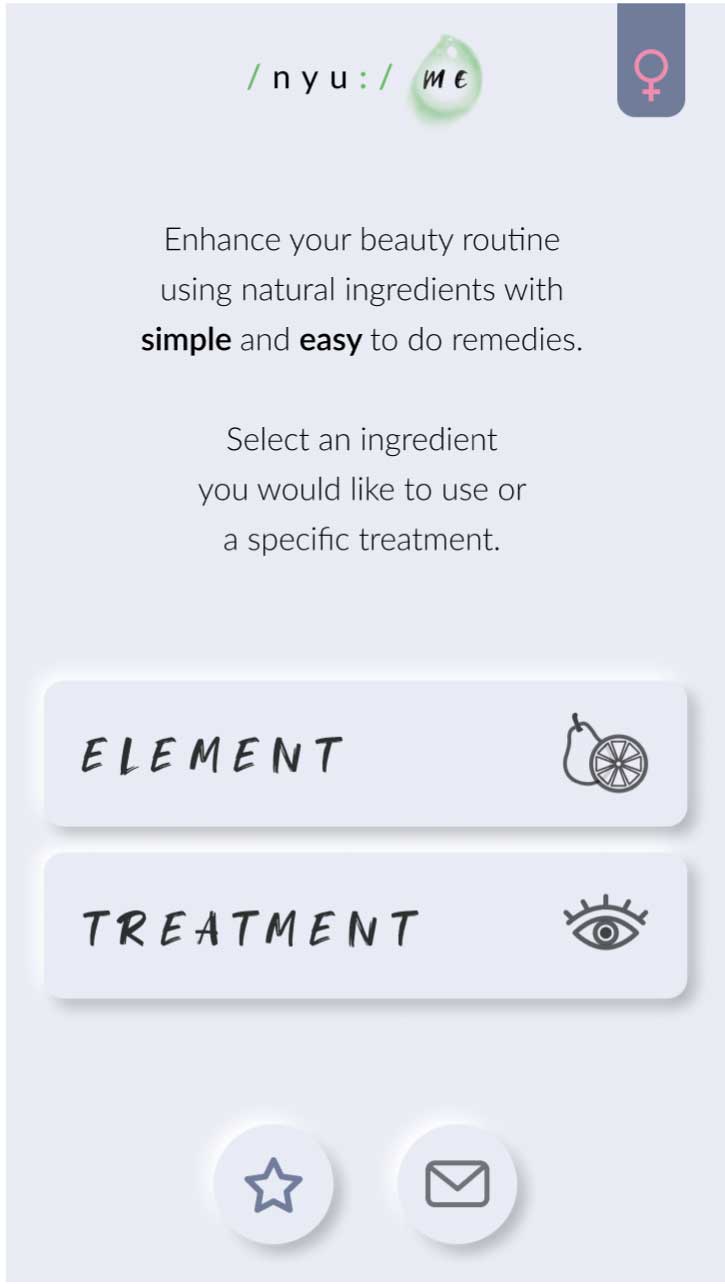 /nyu:/ ME
Enhance your beauty routine
using natural ingredients with
simple and easy to do remedies.
Select an ingredient
you would like to use or
a specific treatment.
ELEMENT
TREATMENT